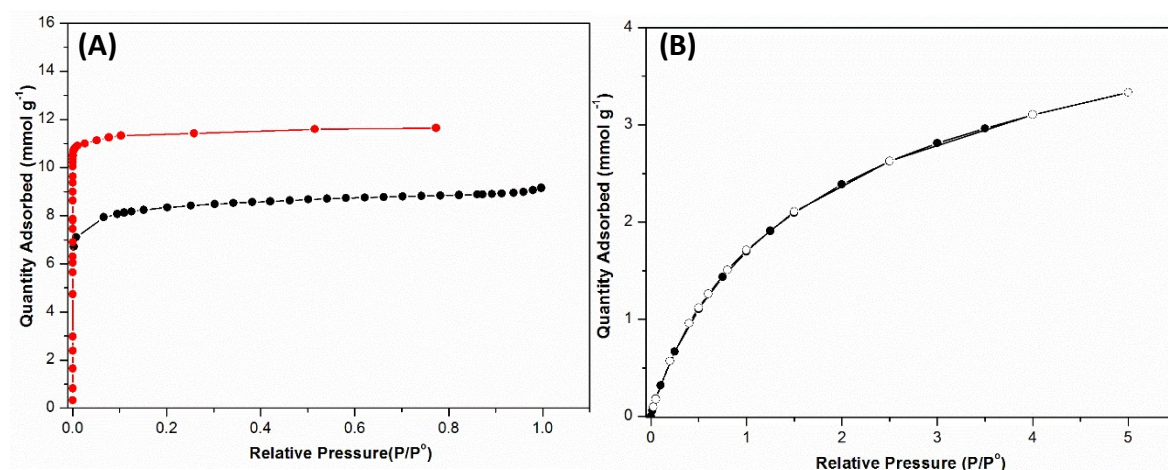 (A)
Quantity Adsorbed (mmol g⁻¹)
16
14
12
10
8
6
4
2
0
0.0 0.2 0.4 0.6 0.8 1.0
Relative Pressure(P/Pº)
(B)
Quantity Adsorbed (mmol g⁻¹)
4
3
2
1
0
0 1 2 3 4 5
Relative Pressure (P/Pº)